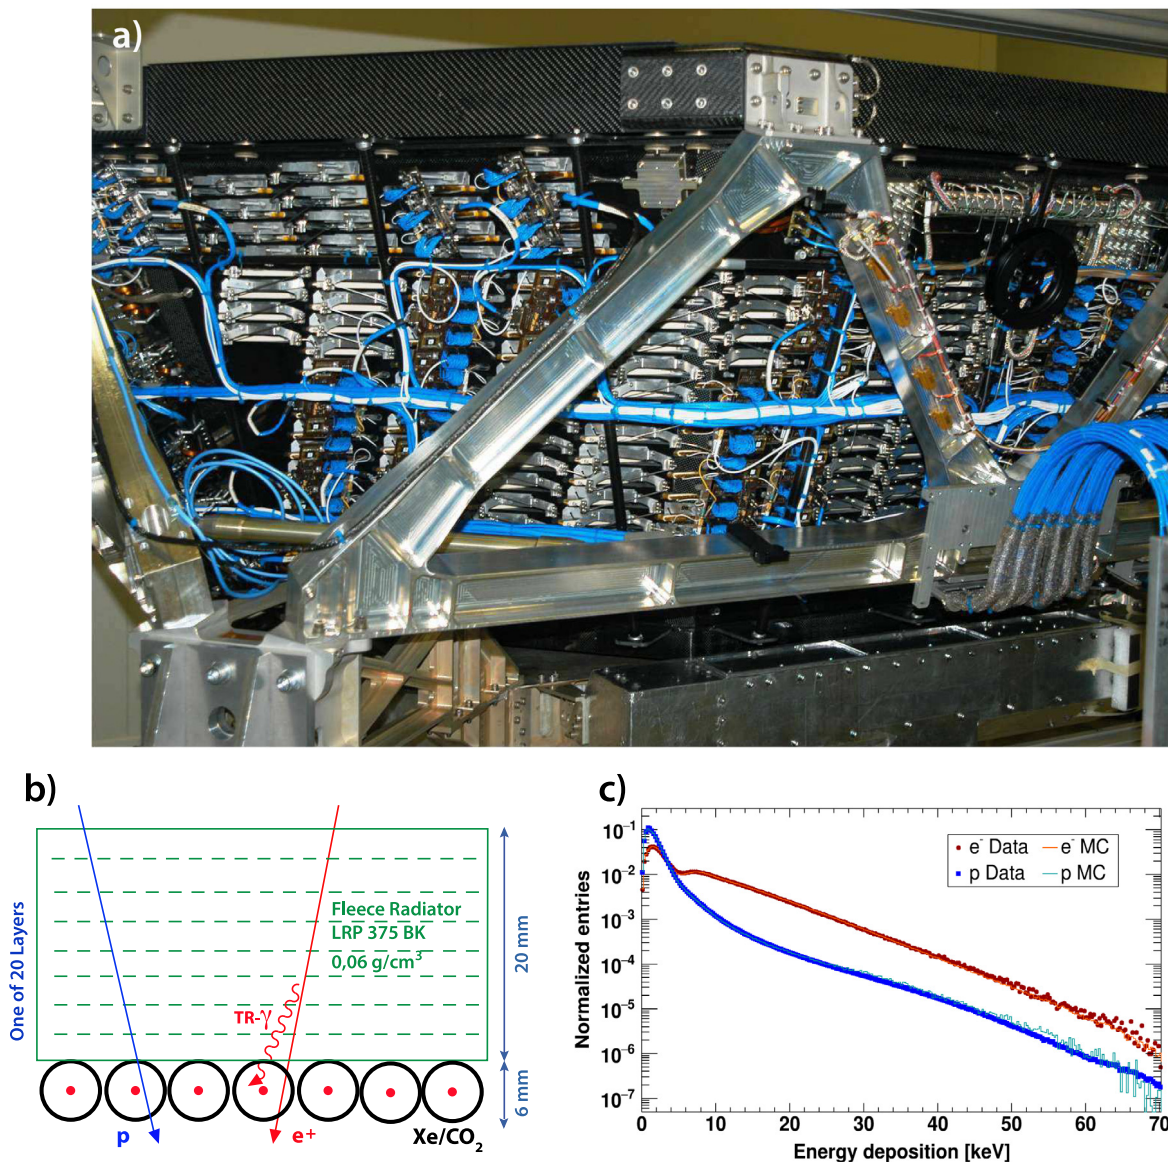 a)
b)
One of 20 Layers
Fleece Radiator
LRP 375 BK
0,06 g/cm³
20 mm
TR-γ
6 mm
p
e⁺
Xe/CO₂
c)
Normalized entries
10⁻¹
10⁻²
10⁻³
10⁻⁴
10⁻⁵
10⁻⁶
10⁻⁷
e⁻ Data
e⁻ MC
p Data
p MC
0 10 20 30 40 50 60 70
Energy deposition [keV]